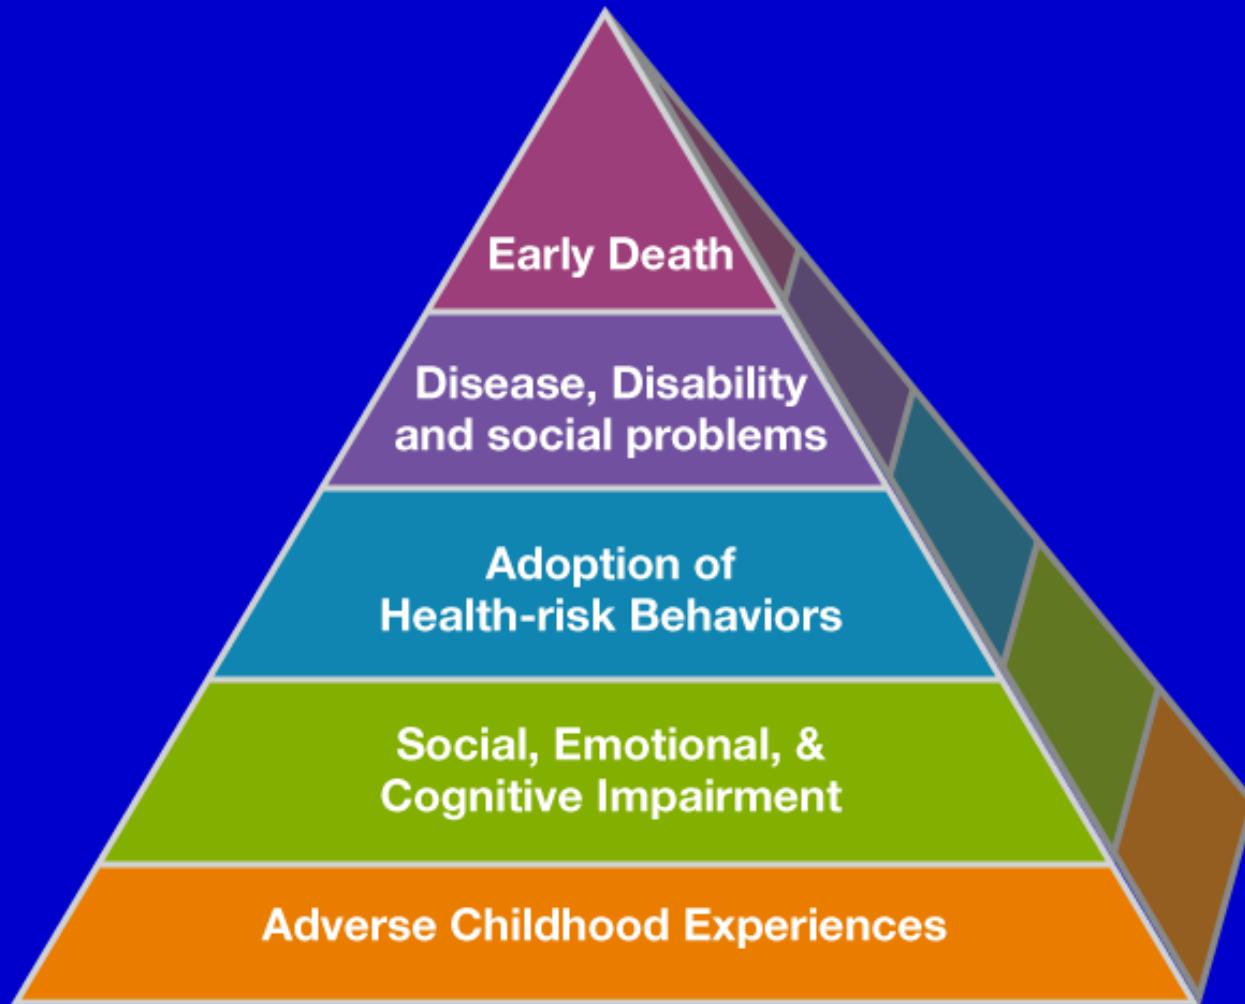 Early Death
Disease, Disability
and social problems
Adoption of
Health-risk Behaviors
Social, Emotional, &
Cognitive Impairment
Adverse Childhood Experiences